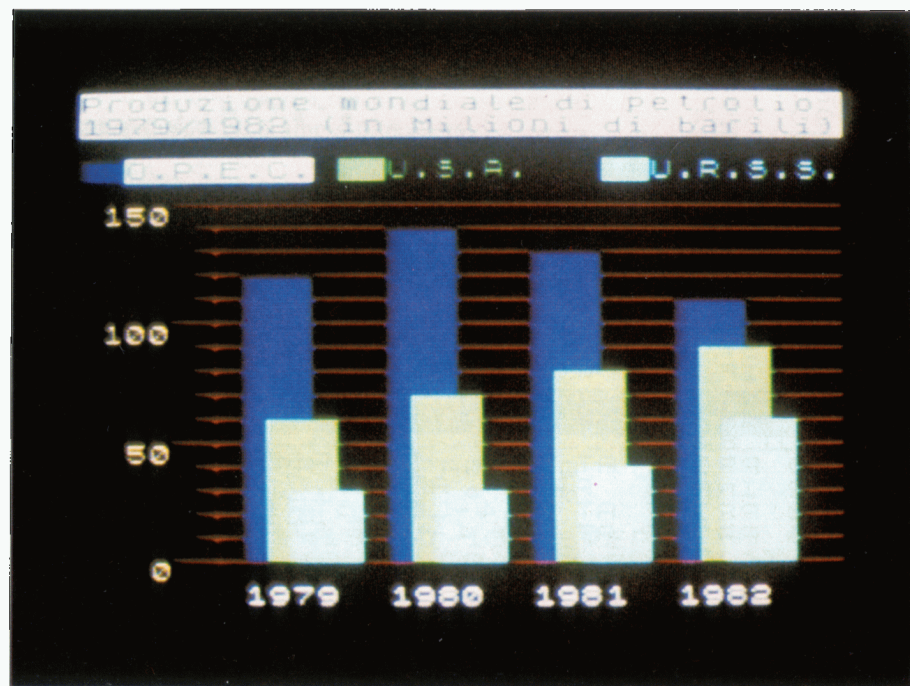 Produzione mondiale di petrolio
1979/1982 (in Milioni di barili)
O.P.E.C. U.S.A. U.R.S.S.
150
100
50
0
1979 1980 1981 1982